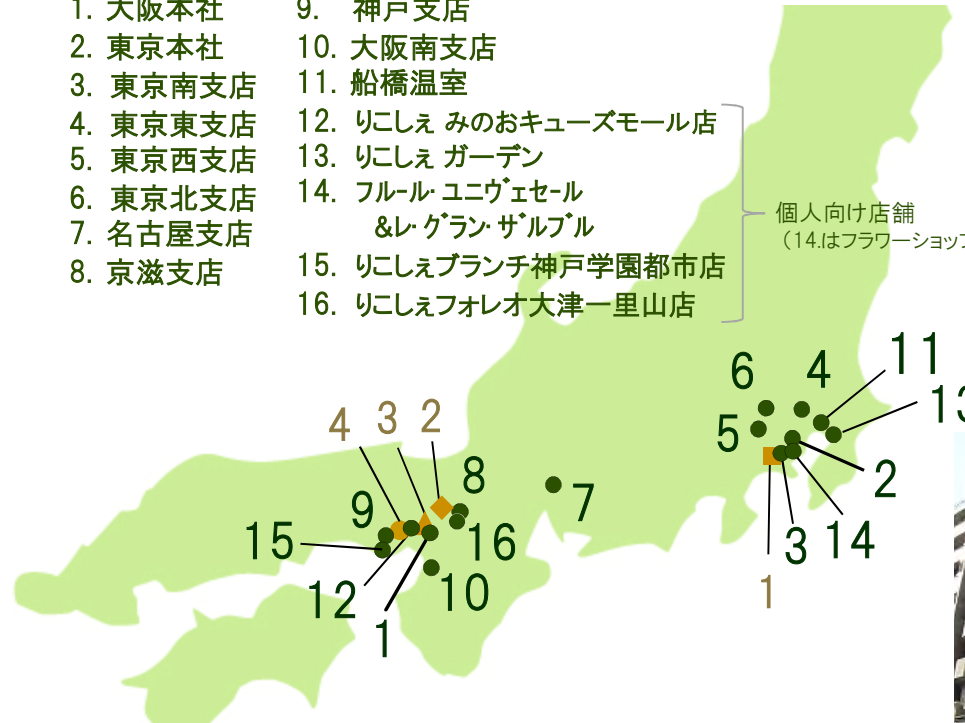 1. 大阪本社
2. 東京本社
3. 東京南支店
4. 東京東支店
5. 東京西支店
6. 東京北支店
7. 名古屋支店
8. 京滋支店
9. 神戸支店
10. 大阪南支店
11. 船橋温室
12. りこしぇ みのおキューズモール店
13. りこしぇ ガーデン
14. フルール・ユニヴェセール
&レ・グラン・ザルブル
15. りこしぇブランチ神戸学園都市店
16. りこしぇフォレオ大津一里山店
個人向け店舗
（14.はフラワーショップ
6
4
11
13
5
2
3
14
1
7
4
3
2
8
9
15
16
12
10
1